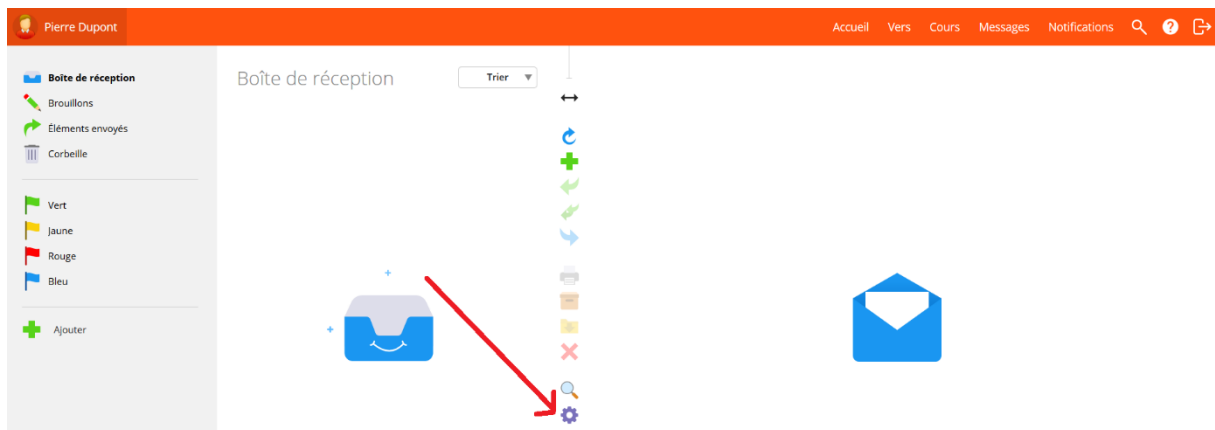 Pierre Dupont
Accueil Vers Cours Messages Notifications
Boîte de réception
Brouillons
Éléments envoyés
Corbeille
Vert
Jaune
Rouge
Bleu
Ajouter
Boîte de réception
Trier